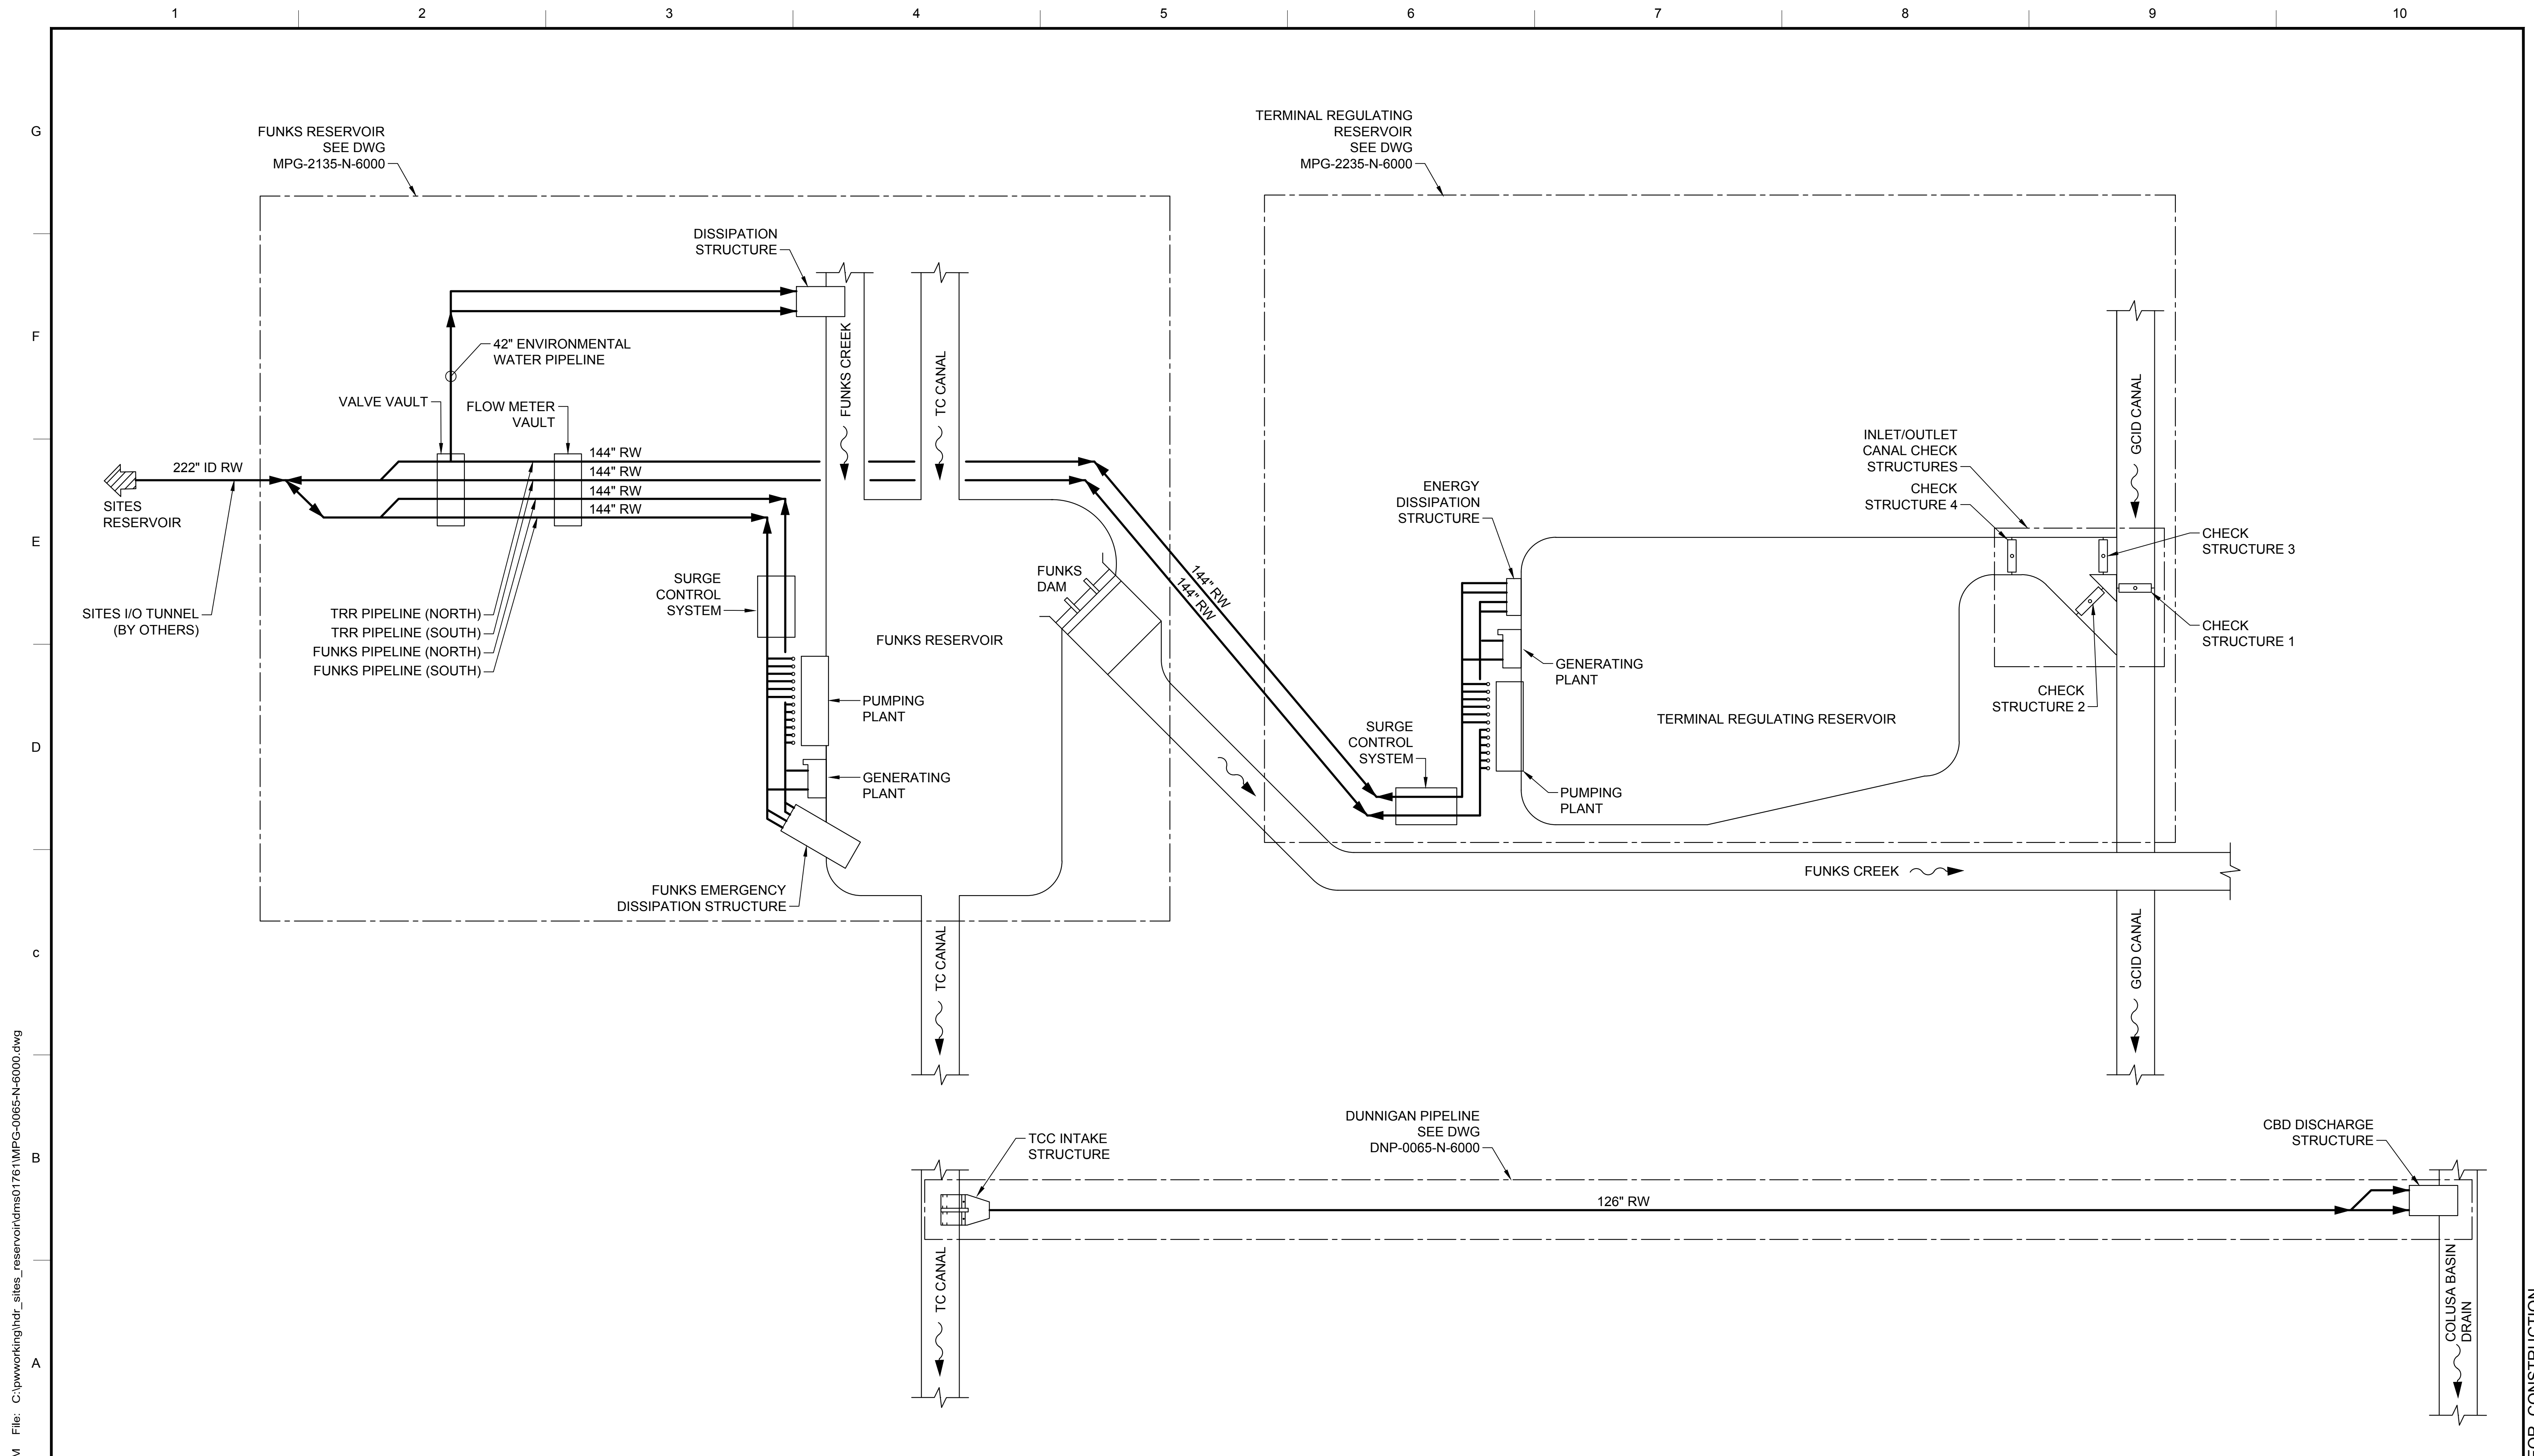 1
2
3
4
5
6
7
8
9
10
G
F
E
D
c
B
A
FUNKS RESERVOIR
SEE DWG
MPG-2135-N-6000
TERMINAL REGULATING
RESERVOIR
SEE DWG
MPG-2235-N-6000
DISSIPATION
STRUCTURE
42" ENVIRONMENTAL
WATER PIPELINE
VALVE VAULT
FLOW METER
VAULT
FUNKS CREEK
TC CANAL
GCID CANAL
222" ID RW
144" RW
144" RW
144" RW
144" RW
SITES
RESERVOIR
SITES I/O TUNNEL
(BY OTHERS)
TRR PIPELINE (NORTH)
TRR PIPELINE (SOUTH)
FUNKS PIPELINE (NORTH)
FUNKS PIPELINE (SOUTH)
SURGE
CONTROL
SYSTEM
FUNKS RESERVOIR
FUNKS
DAM
144" RW
144" RW
PUMPING
PLANT
GENERATING
PLANT
FUNKS EMERGENCY
DISSIPATION STRUCTURE
TC CANAL
ENERGY
DISSIPATION
STRUCTURE
GENERATING
PLANT
SURGE
CONTROL
SYSTEM
PUMPING
PLANT
TERMINAL REGULATING RESERVOIR
INLET/OUTLET
CANAL CHECK
STRUCTURES
CHECK
STRUCTURE 4
CHECK
STRUCTURE 3
CHECK
STRUCTURE 1
CHECK
STRUCTURE 2
FUNKS CREEK
GCID CANAL
TCC INTAKE
STRUCTURE
DUNNIGAN PIPELINE
SEE DWG
DNP-0065-N-6000
CBD DISCHARGE
STRUCTURE
126" RW
TC CANAL
COLUSA BASIN
DRAIN
M File: C:\pwworking\hdr_sites_reservoir\dms01761\MPG-0065-N-6000.dwg
FOR CONSTRUCTION